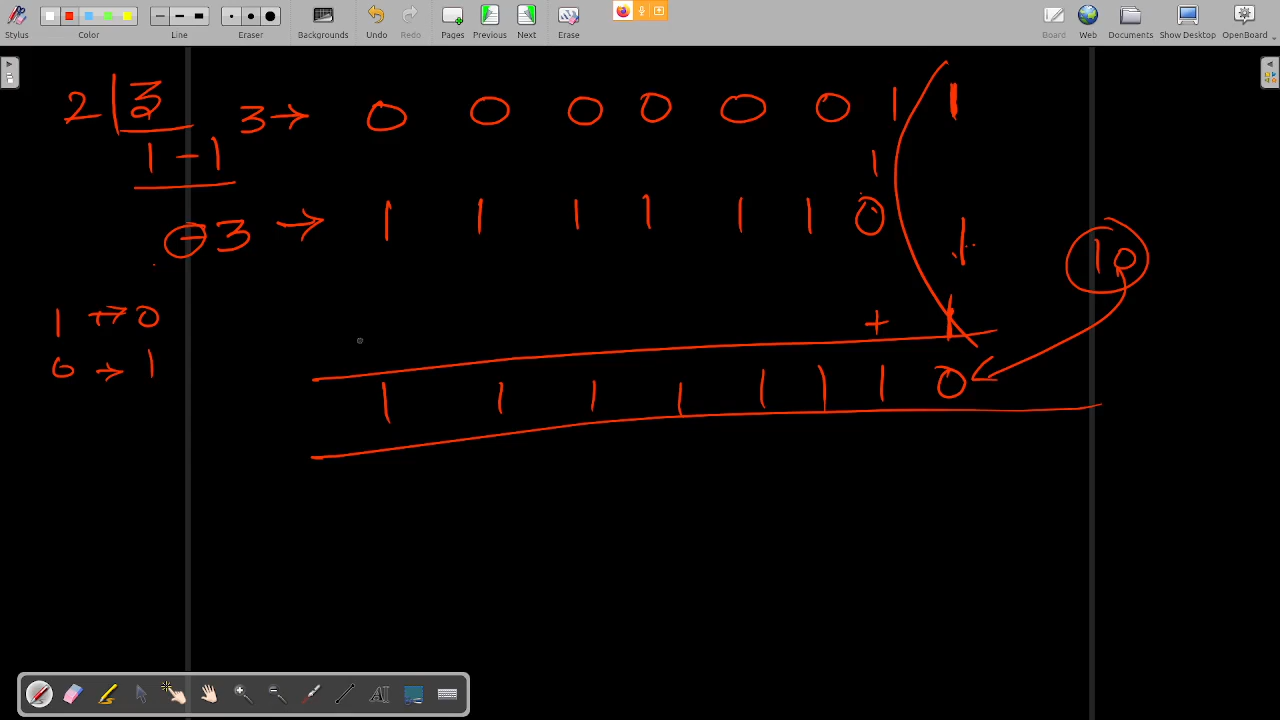 Stylus Color Line Eraser Backgrounds Undo Redo Pages Previous Next Erase Board Web Documents Show Desktop OpenBoard
2 3 3 → 0 0 0 0 0 0 1 1
1 - 1
1
-3 → 1 1 1 1 1 1 0 1
10
1 → 0
+ 1
0 → 1
1 1 1 1 1 1 1 0